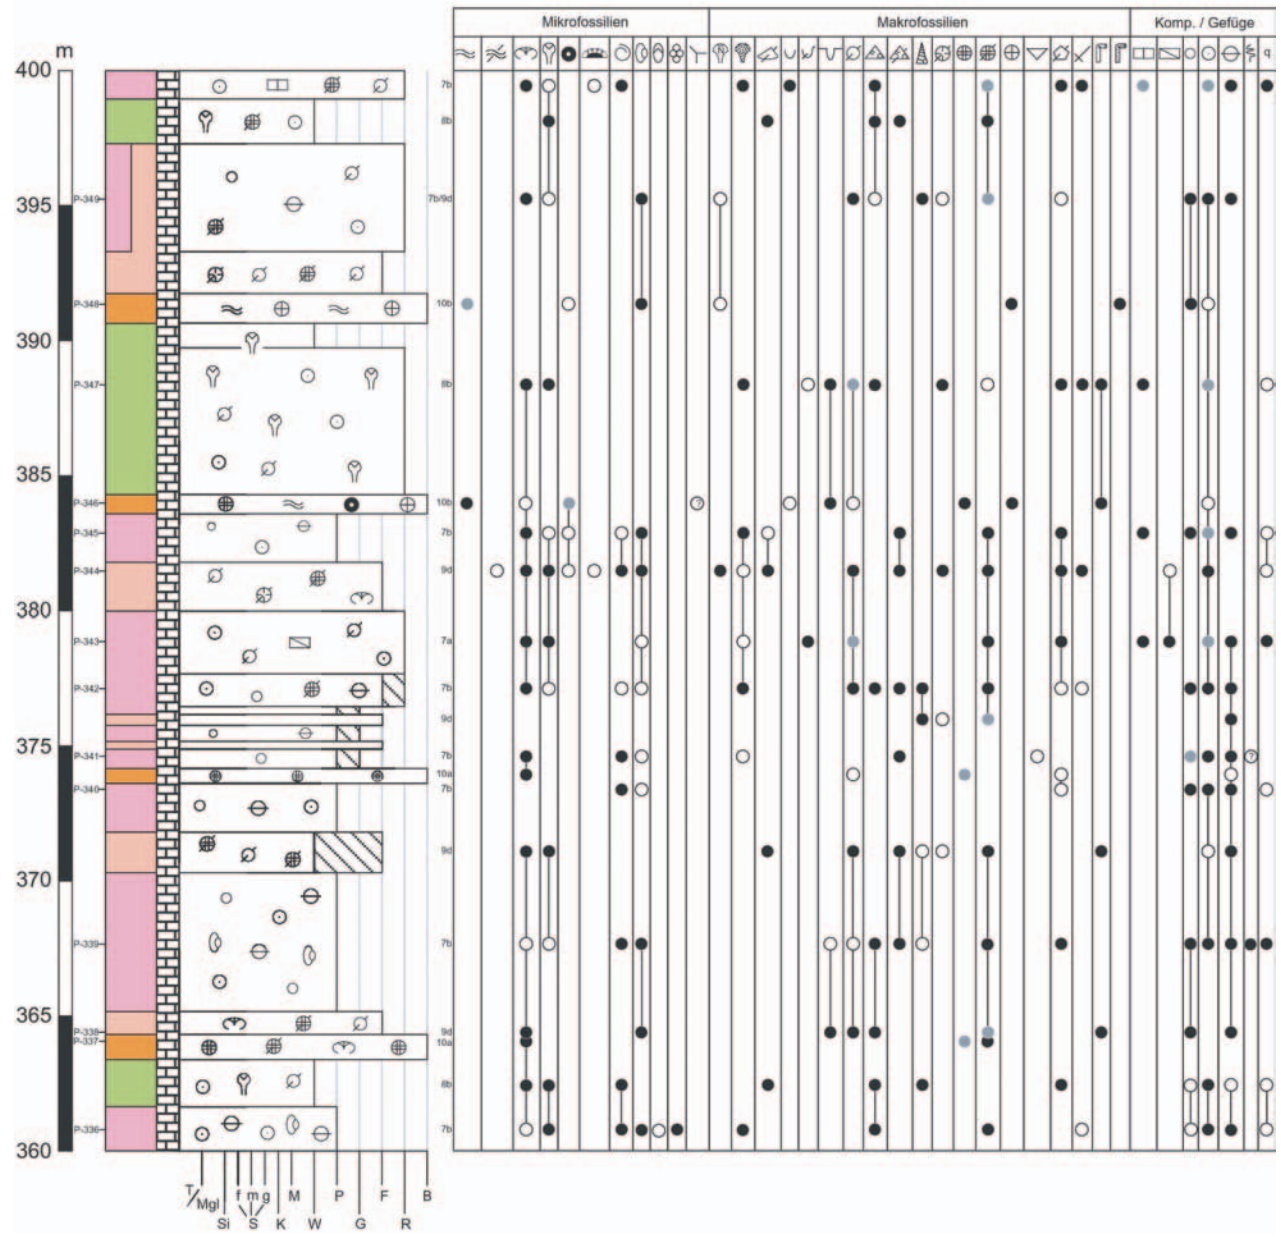 Mikrofossilien Makrofossilien Komp. / Gefüge
m
q
400
7b
8b
P-349 7b/9d
395
P-348 10b
390
P-347 8b
385
P-346 10b ?
P-345 7b
P-344 9d
380
P-343 7a
P-342 7b
9d
375
P-341 7b ?
10a
P-340 7b
9d
370
P-339 7b
365
P-338 9d
P-337 10a
8b
P-336 7b
360
T/Mgl f m g M P F B
Si S K W G R